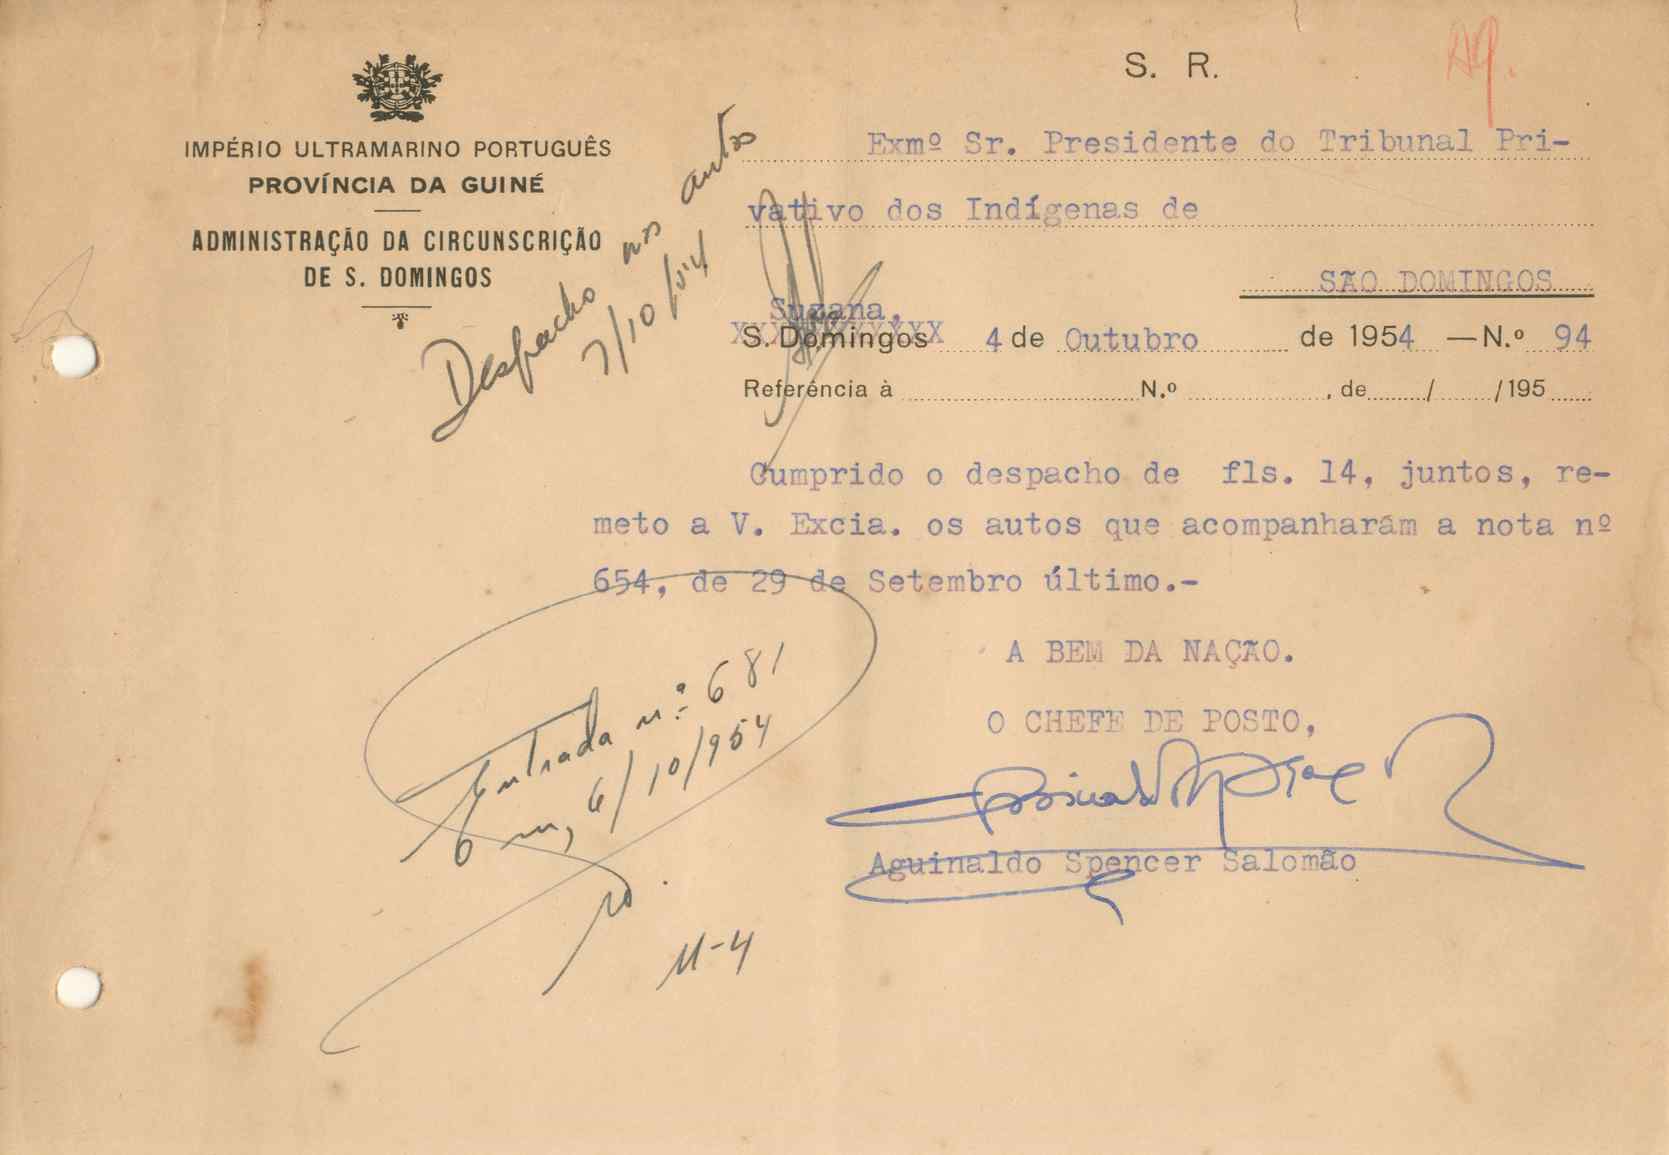 S. R.
IMPÉRIO ULTRAMARINO PORTUGUÊS
PROVÍNCIA DA GUINÉ
ADMINISTRAÇÃO DA CIRCUNSCRIÇÃO
DE S. DOMINGOS
Despacho nos autos
7/10/54
Exmº Sr. Presidente do Tribunal Pri-
vativo dos Indígenas de
SÃO DOMINGOS
Suzana,
S. Domingos 4 de Outubro de 1954 — N.º 94
Referência à N.º , de / /195
Cumprido o despacho de fls. 14, juntos, re-
meto a V. Excia. os autos que acompanharám a nota nº
654, de 29 de Setembro último.-
A BEM DA NAÇÃO.
O CHEFE DE POSTO,
Aguinaldo Spencer Salomão
Entrada n.º 681
Em, 6/10/954
M-4